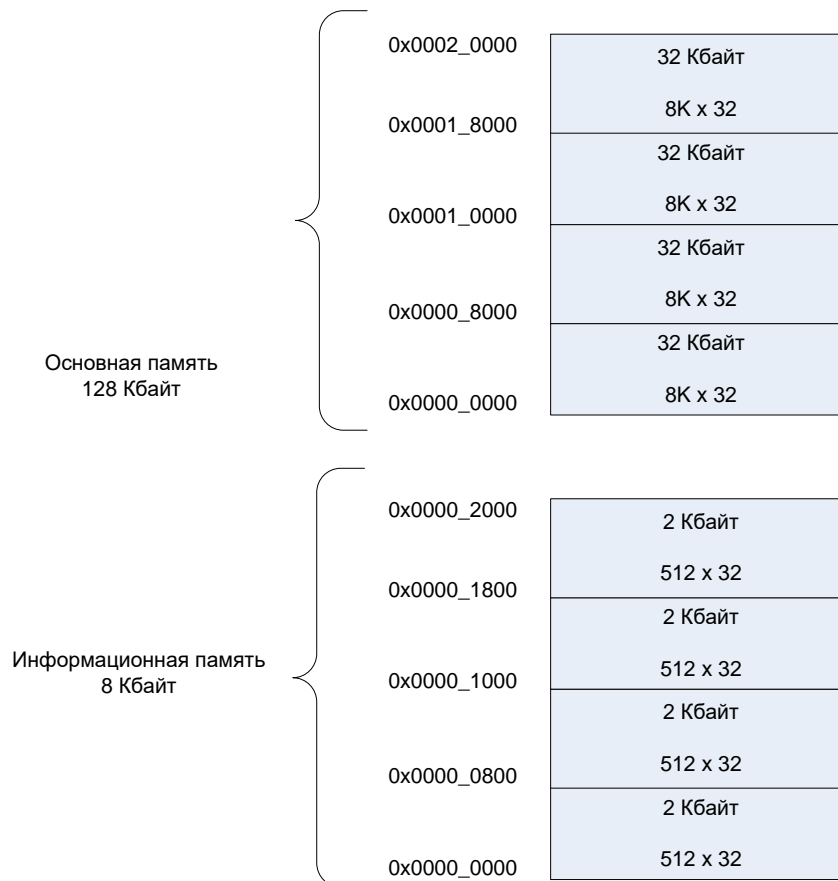 0x0002_0000
32 Кбайт
8K x 32
0x0001_8000
32 Кбайт
8K x 32
0x0001_0000
32 Кбайт
8K x 32
0x0000_8000
32 Кбайт
8K x 32
0x0000_0000
Основная память
128 Кбайт
0x0000_2000
2 Кбайт
512 x 32
0x0000_1800
2 Кбайт
512 x 32
0x0000_1000
2 Кбайт
512 x 32
0x0000_0800
2 Кбайт
512 x 32
0x0000_0000
Информационная память
8 Кбайт